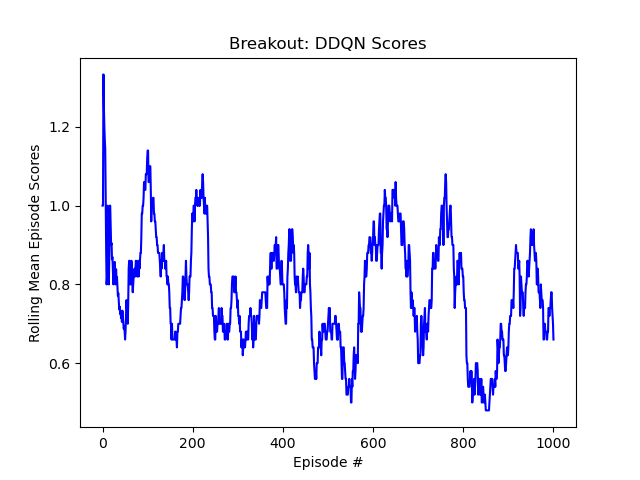 Breakout: DDQN Scores
Rolling Mean Episode Scores
1.2
1.0
0.8
0.6
0 200 400 600 800 1000
Episode #